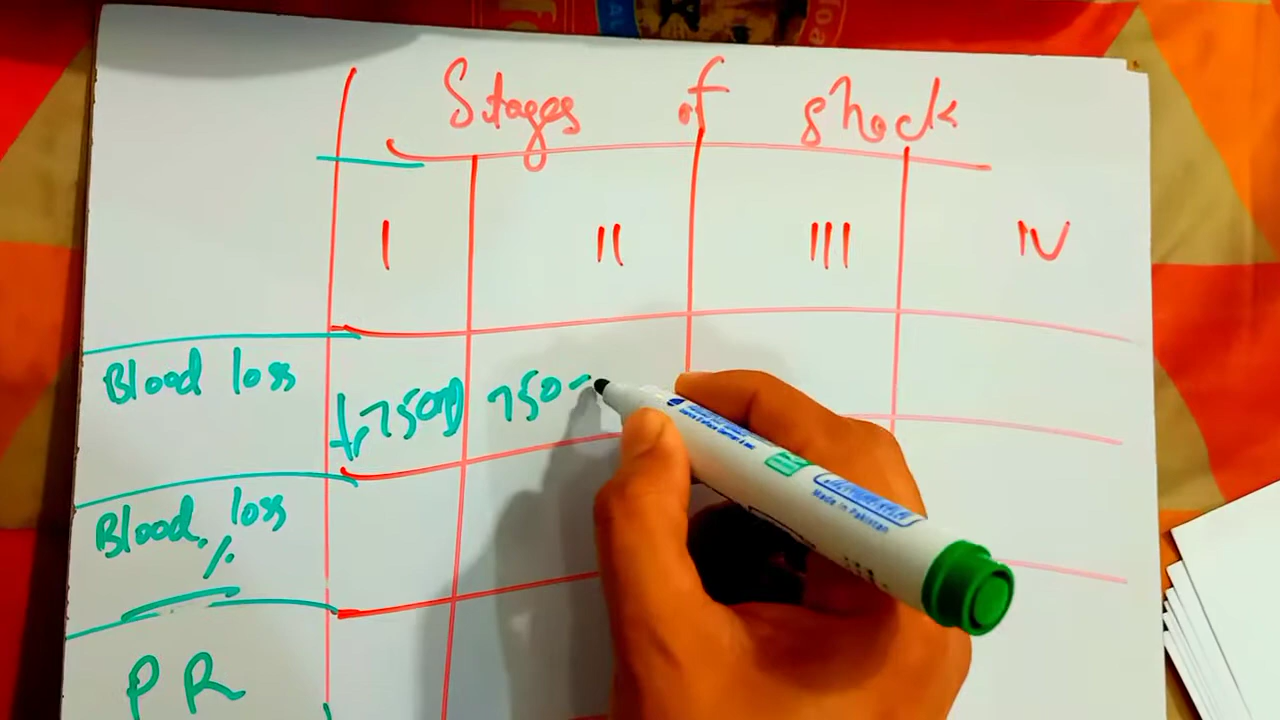 Stages of shock
I II III IV
Blood loss
750 750-
Blood loss
%
PR
Made in Pakistan